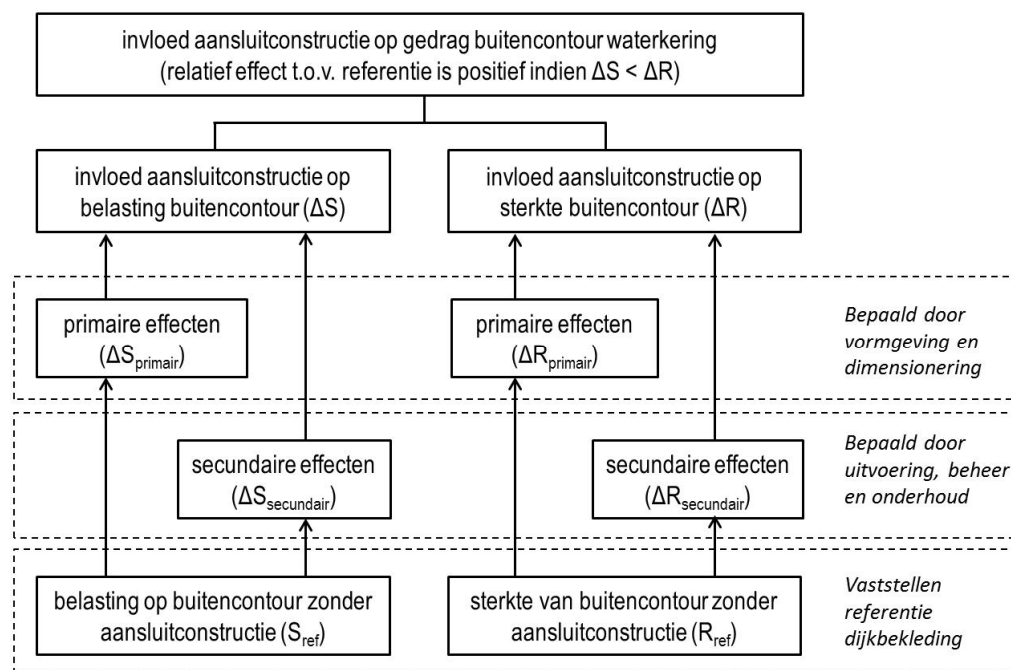 invloed aansluitconstructie op gedrag buitencontour waterkering
(relatief effect t.o.v. referentie is positief indien ΔS < ΔR)
invloed aansluitconstructie op
belasting buitencontour (ΔS)
invloed aansluitconstructie op
sterkte buitencontour (ΔR)
primaire effecten
(ΔSprimair)
primaire effecten
(ΔRprimair)
Bepaald door
vormgeving en
dimensionering
secundaire effecten
(ΔSsecundair)
secundaire effecten
(ΔRsecundair)
Bepaald door
uitvoering, beheer
en onderhoud
belasting op buitencontour zonder
aansluitconstructie (Sref)
sterkte van buitencontour zonder
aansluitconstructie (Rref)
Vaststellen
referentie
dijkbekleding